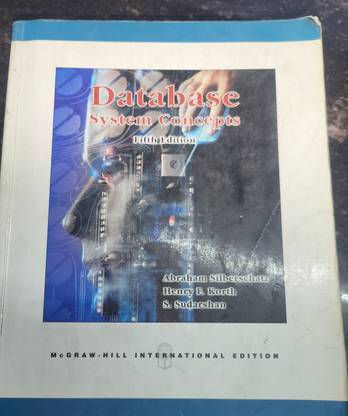 Database
System Concepts
Fifth Edition
Abraham Silberschatz
Henry F. Korth
S. Sudarshan
McGRAW-HILL INTERNATIONAL EDITION